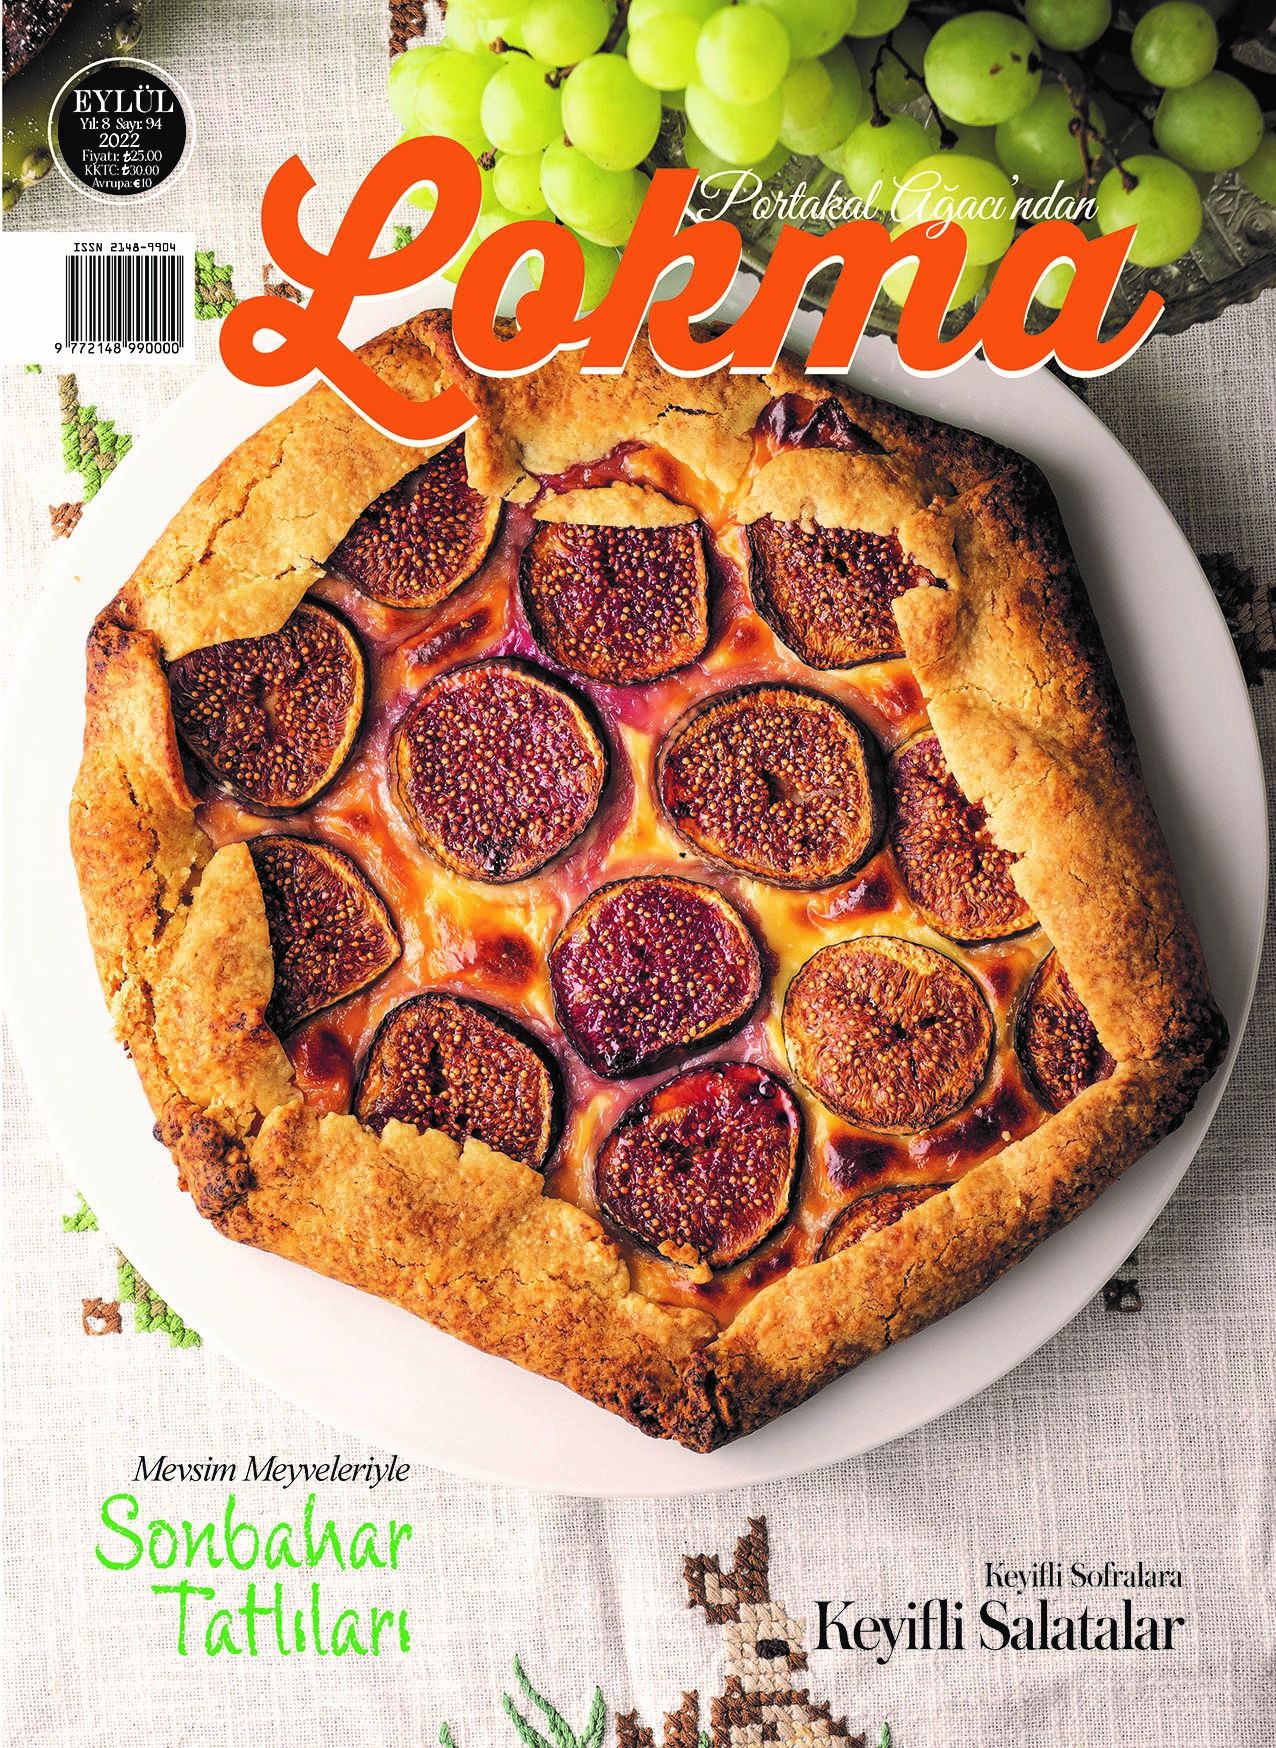 EYLÜL
Yıl: 8 Sayı: 94
2022
Fiyatı: ₺25.00
KKTC: ₺30.00
Avrupa: €10
ISSN 2148-9904
9 772148 990000
Portakal Ağacı'ndan
Lokma
Mevsim Meyveleriyle
Sonbahar
Tatlıları
Keyifli Sofralara
Keyifli Salatalar